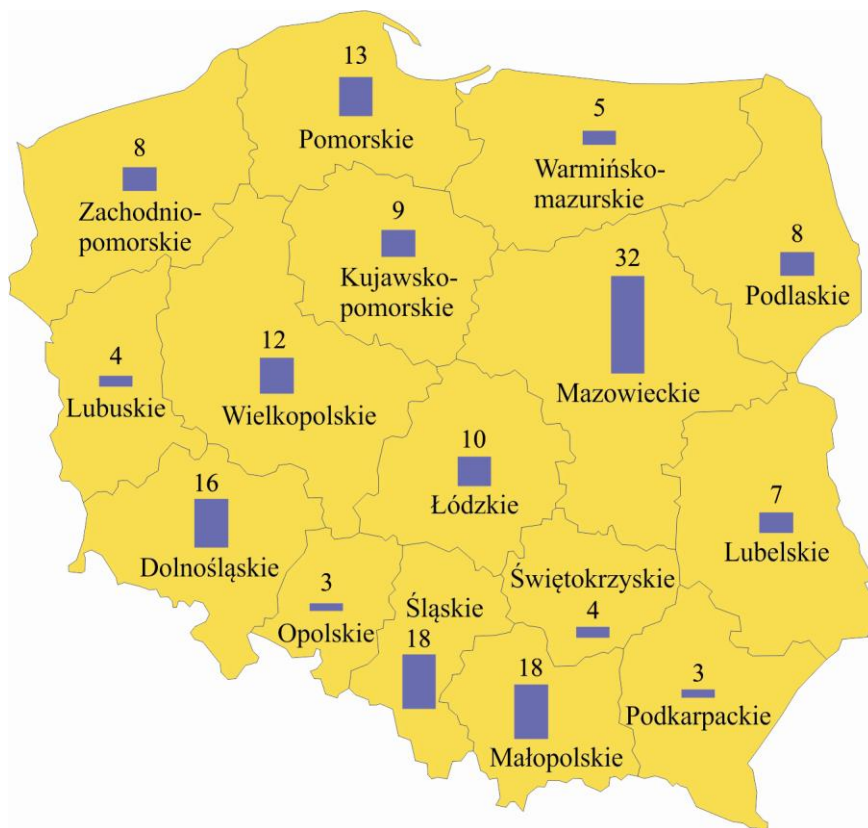 13
Pomorskie
5
Warmińsko-
mazurskie
8
Zachodnio-
pomorskie
9
Kujawsko-
pomorskie
8
Podlaskie
32
Mazowieckie
4
Lubuskie
12
Wielkopolskie
10
Łódzkie
16
Dolnośląskie
7
Lubelskie
3
Opolskie
Śląskie
18
Świętokrzyskie
4
18
Małopolskie
3
Podkarpackie